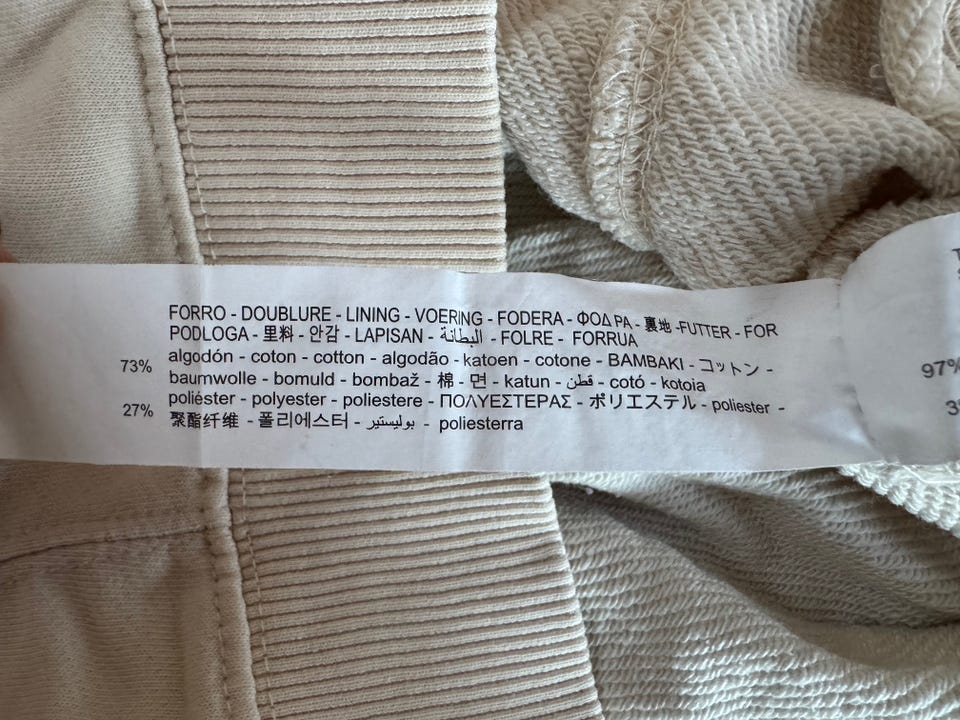 FORRO - DOUBLURE - LINING - VOERING - FODERA - ΦΟΔΡΑ - 裏地 -FUTTER - FOR
PODLOGA - 里料 - 안감 - LAPISAN - البطانة - FOLRE - FORRUA
73% algodón - coton - cotton - algodão - katoen - cotone - BAMBAKI - コットン -
baumwolle - bomuld - bombaž - 棉 - 면 - katun - قطن - cotó - kotoia
27% poliéster - polyester - poliestere - ΠΟΛΥΕΣΤΕΡΑΣ - ポリエステル - poliester -
聚酯纤维 - 폴리에스터 - بوليستير - poliesterra
97%